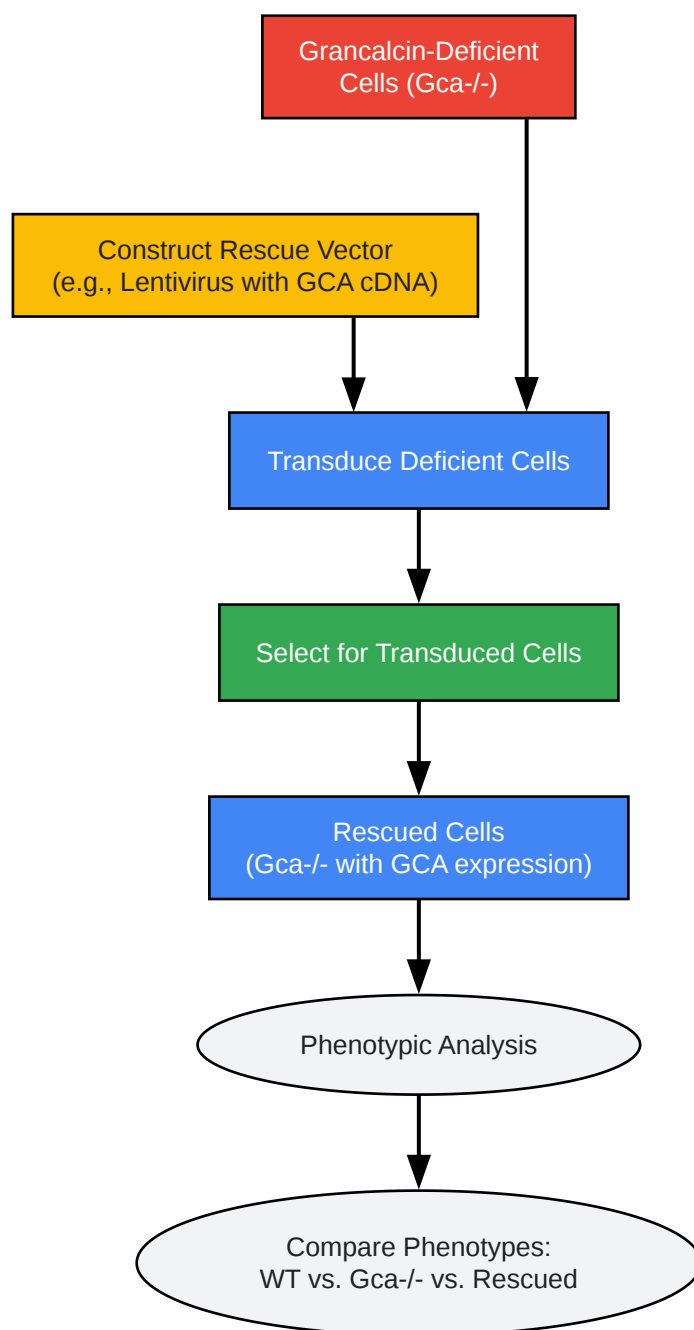 Grancalcin-Deficient
Cells (Gca-/-)
Construct Rescue Vector
(e.g., Lentivirus with GCA cDNA)
Transduce Deficient Cells
Select for Transduced Cells
Rescued Cells
(Gca-/- with GCA expression)
Phenotypic Analysis
Compare Phenotypes:
WT vs. Gca-/- vs. Rescued